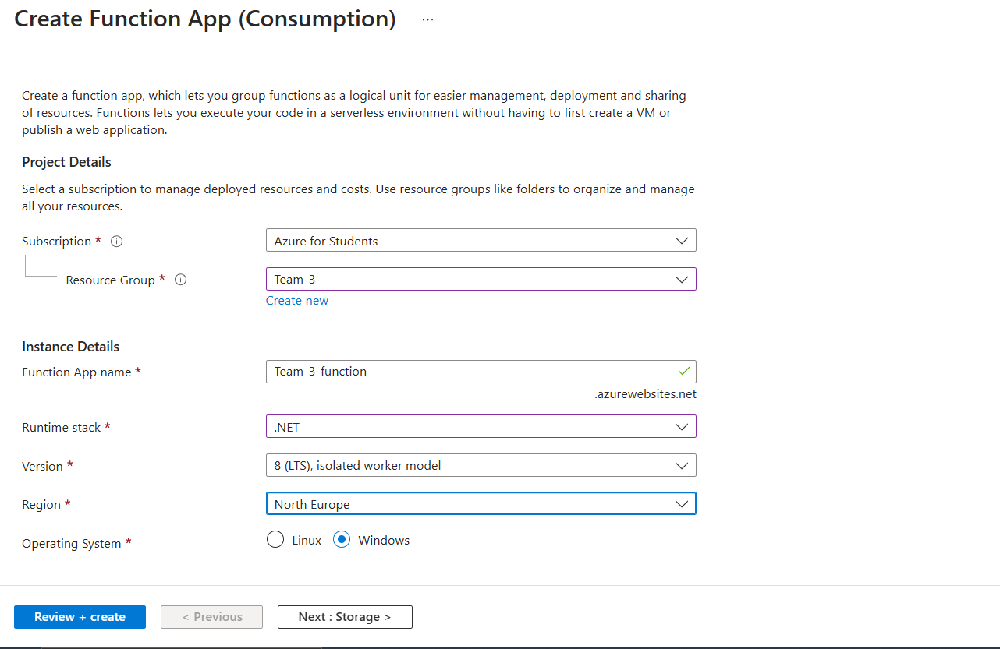 Create Function App (Consumption) ...
Create a function app, which lets you group functions as a logical unit for easier management, deployment and sharing
of resources. Functions lets you execute your code in a serverless environment without having to first create a VM or
publish a web application.
Project Details
Select a subscription to manage deployed resources and costs. Use resource groups like folders to organize and manage
all your resources.
Subscription * Azure for Students
Resource Group * Team-3
Create new
Instance Details
Function App name * Team-3-function
.azurewebsites.net
Runtime stack * .NET
Version * 8 (LTS), isolated worker model
Region * North Europe
Operating System * Linux Windows
Review + create < Previous Next : Storage >